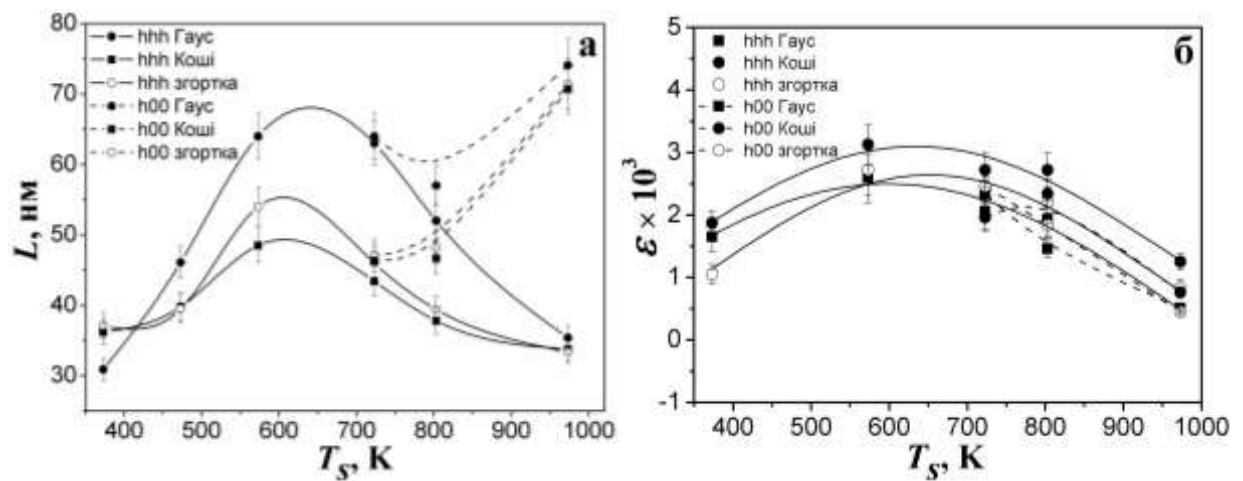 80
70
60
50
40
30
L, нм
hhh Гаус
hhh Коші
hhh згортка
h00 Гаус
h00 Коші
h00 згортка
а
400 500 600 700 800 900 1000
Ts, K
5
4
3
2
1
0
-1
ε × 10³
hhh Гаус
hhh Коші
hhh згортка
h00 Гаус
h00 Коші
h00 згортка
б
400 500 600 700 800 900 1000
Ts, K